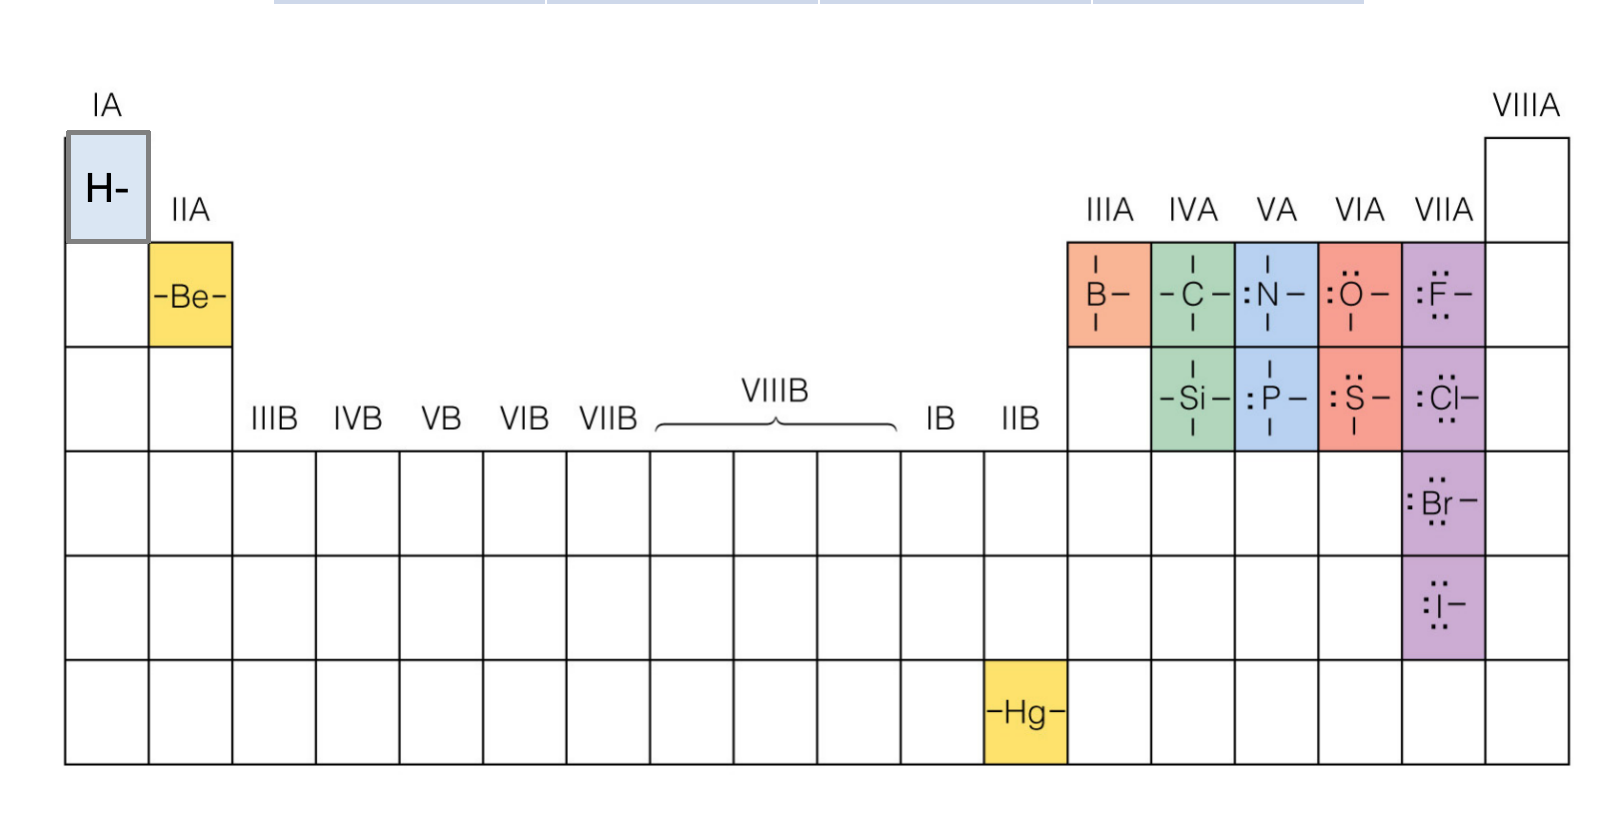 IA VIIIA
H-
IIA IIIA IVA VA VIA VIIA
-Be- B- -C- :N- :O- :F-
VIIIB
IIIB IVB VB VIB VIIB IB IIB
-Si- :P- :S- :Cl-
:Br-
:I-
-Hg-